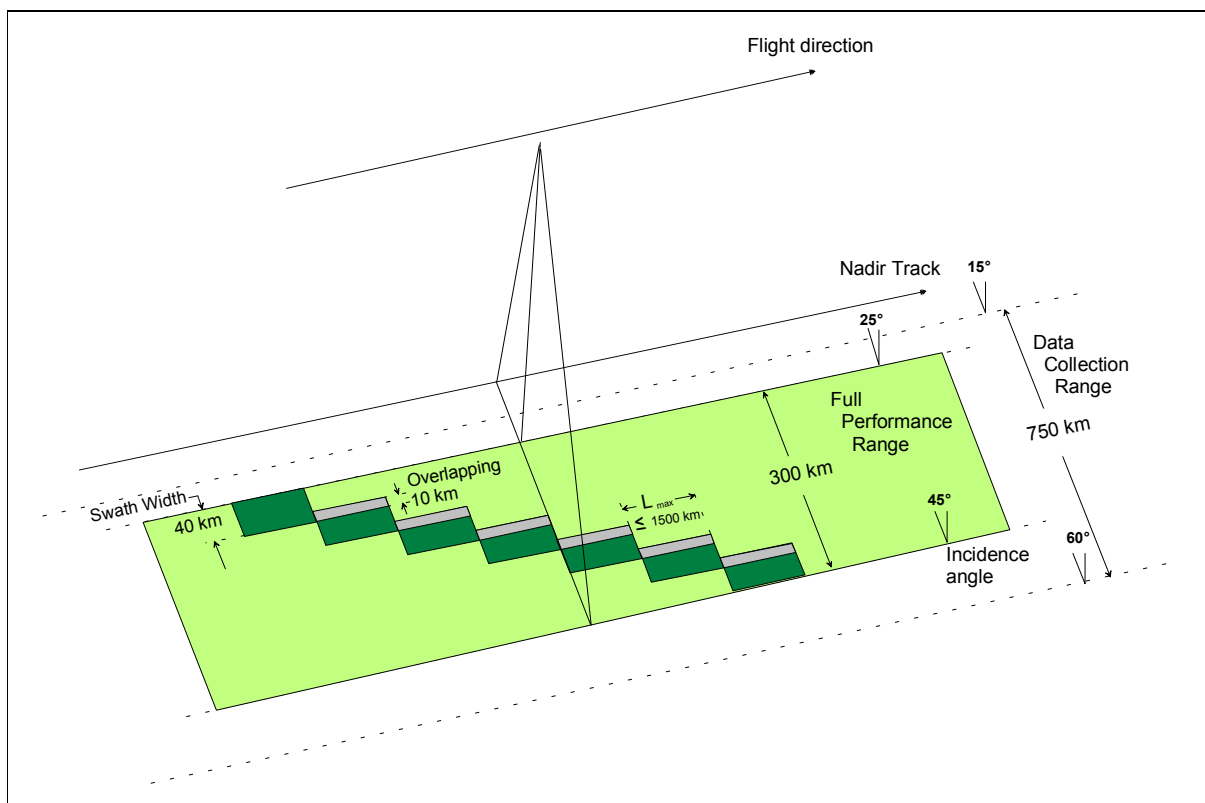 Flight direction
Nadir Track
15°
25°
Data
Collection
Range
750 km
Full
Performance
Range
300 km
Overlapping
10 km
Swath Width
40 km
L max
≤ 1500 km
45°
Incidence
angle
60°